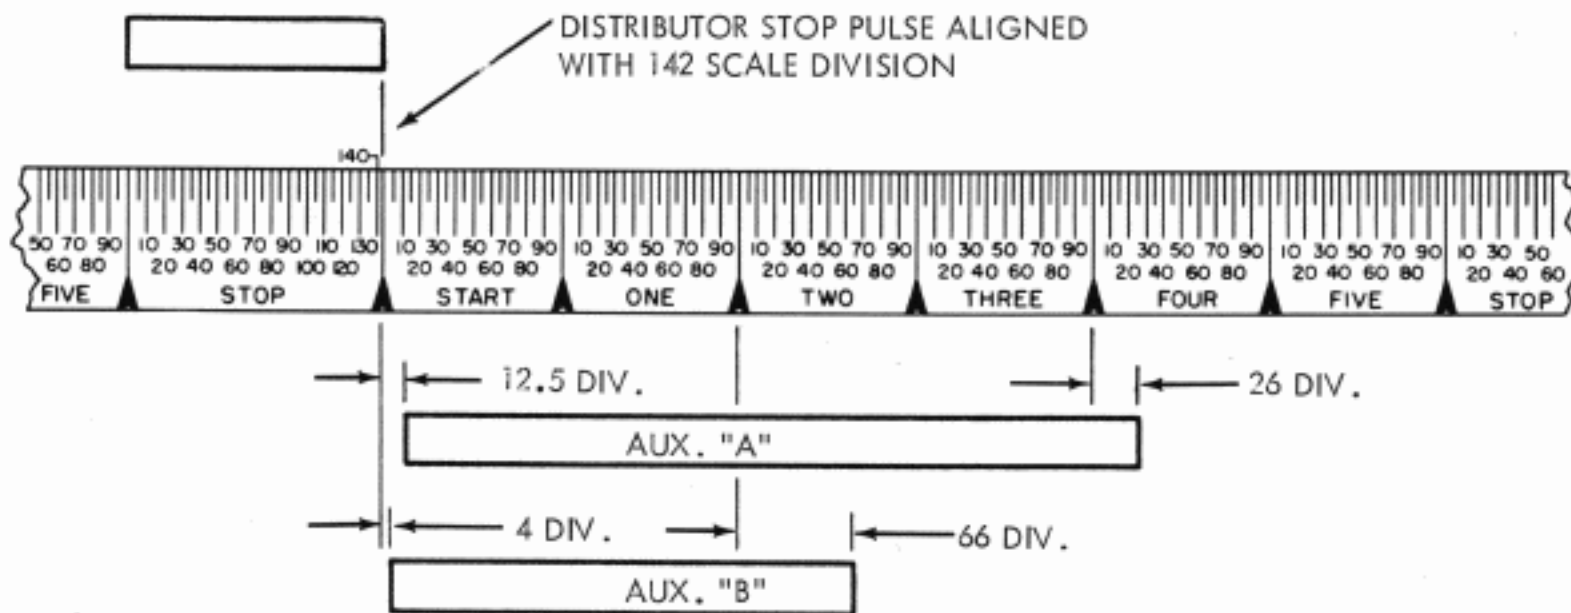 DISTRIBUTOR STOP PULSE ALIGNED
WITH 142 SCALE DIVISION
140
50 70 90 10 30 50 70 90 110 130 10 30 50 70 90 10 30 50 70 90 10 30 50 70 90 10 30 50 70 90 10 30 50 70 90 10 30 50 70 90 10 30 50
60 80 20 40 60 80 100 120 20 40 60 80 20 40 60 80 20 40 60 80 20 40 60 80 20 40 60 80 20 40 60 80 20 40 60
FIVE STOP START ONE TWO THREE FOUR FIVE STOP
12.5 DIV. 26 DIV.
AUX. "A"
4 DIV. 66 DIV.
AUX. "B"